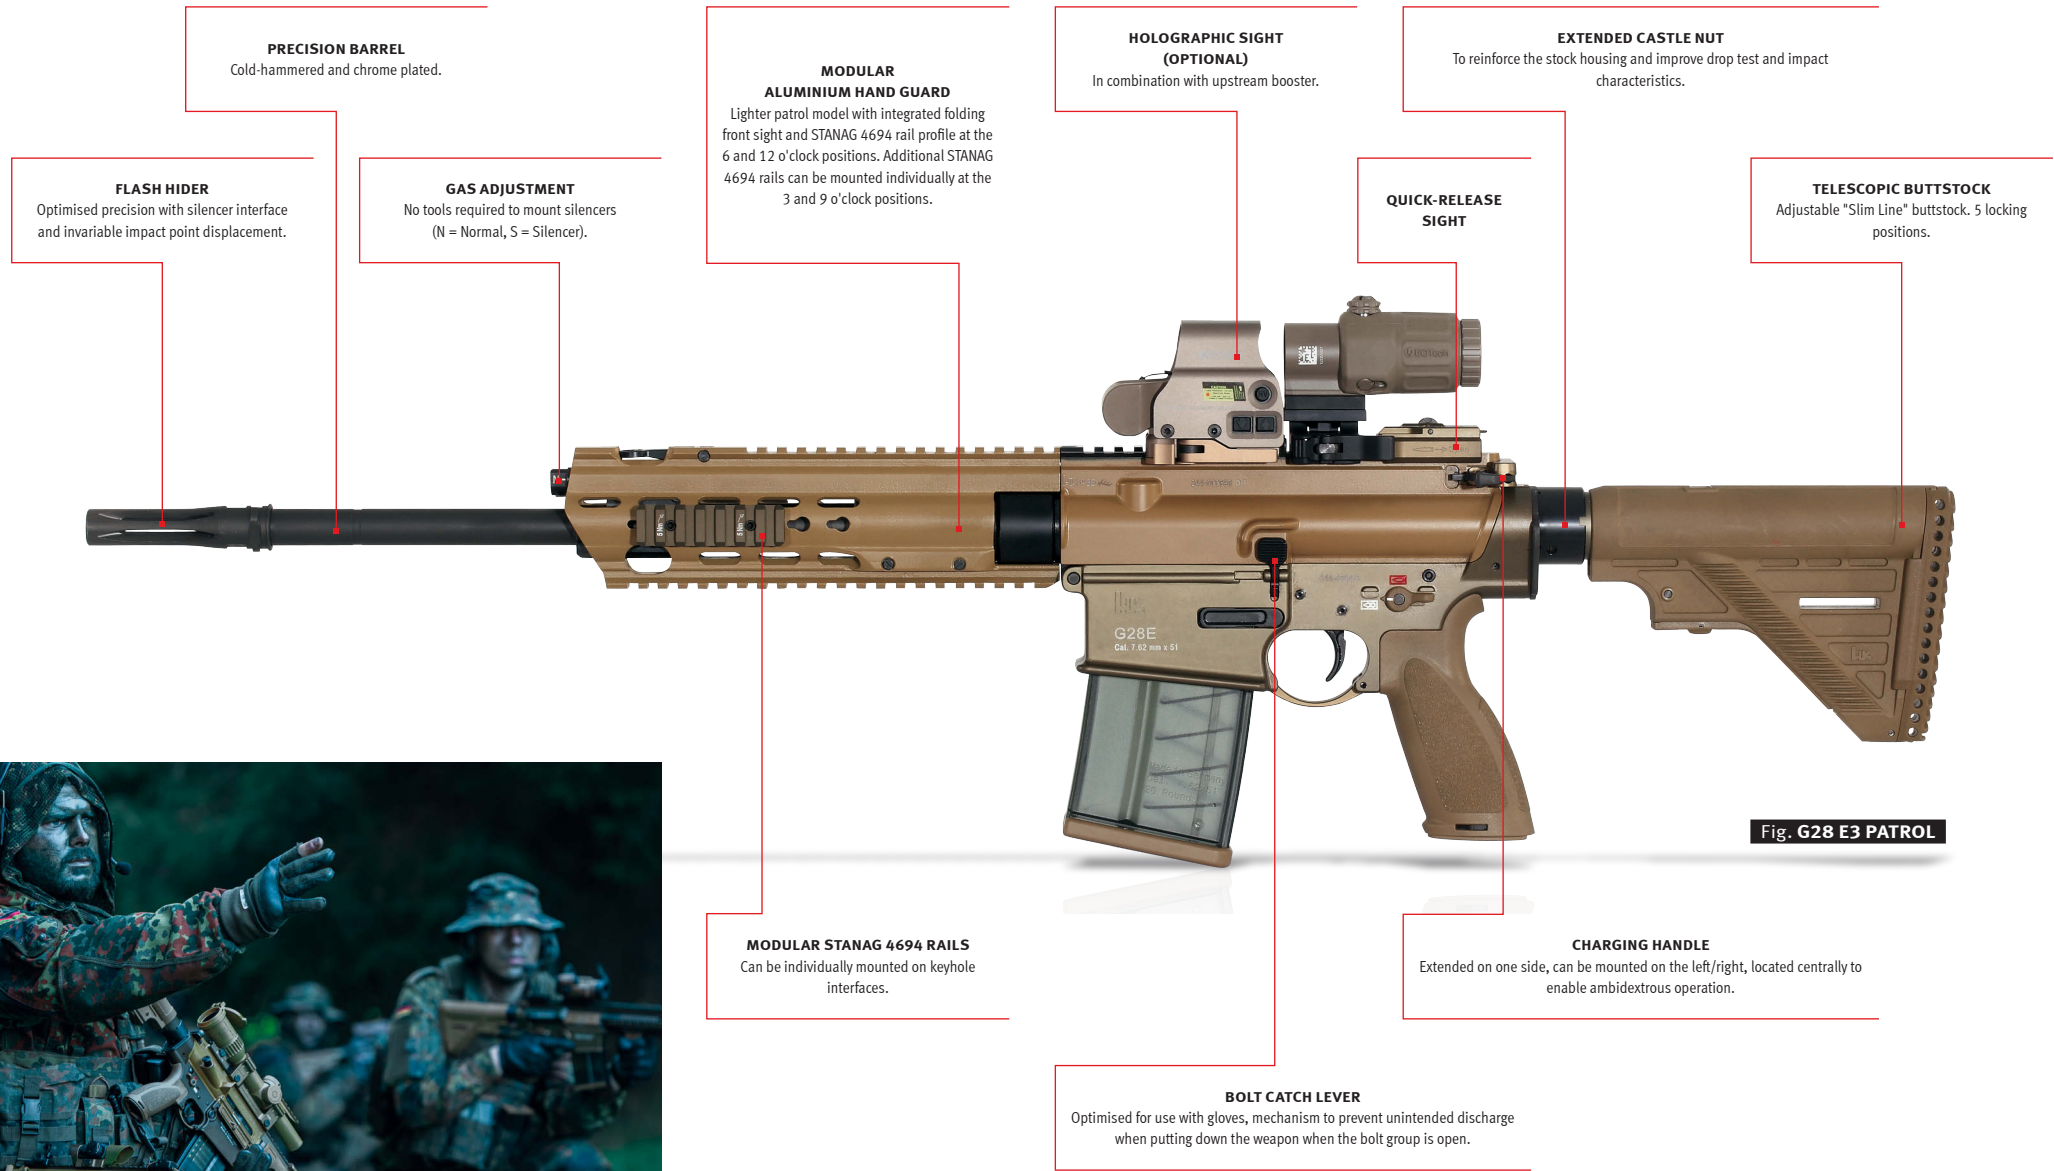 PRECISION BARREL
Cold-hammered and chrome plated.
MODULAR
ALUMINIUM HAND GUARD
Lighter patrol model with integrated folding
front sight and STANAG 4694 rail profile at the
6 and 12 o'clock positions. Additional STANAG
4694 rails can be mounted individually at the
3 and 9 o'clock positions.
HOLOGRAPHIC SIGHT
(OPTIONAL)
In combination with upstream booster.
EXTENDED CASTLE NUT
To reinforce the stock housing and improve drop test and impact
characteristics.
FLASH HIDER
Optimised precision with silencer interface
and invariable impact point displacement.
GAS ADJUSTMENT
No tools required to mount silencers
(N = Normal, S = Silencer).
QUICK-RELEASE
SIGHT
TELESCOPIC BUTTSTOCK
Adjustable "Slim Line" buttstock. 5 locking
positions.
EOTech
CAUTION
5 Nm
5 Nm
G28E
Cal. 7.62 mm x 51
Fig. G28 E3 PATROL
MODULAR STANAG 4694 RAILS
Can be individually mounted on keyhole
interfaces.
CHARGING HANDLE
Extended on one side, can be mounted on the left/right, located centrally to
enable ambidextrous operation.
BOLT CATCH LEVER
Optimised for use with gloves, mechanism to prevent unintended discharge
when putting down the weapon when the bolt group is open.